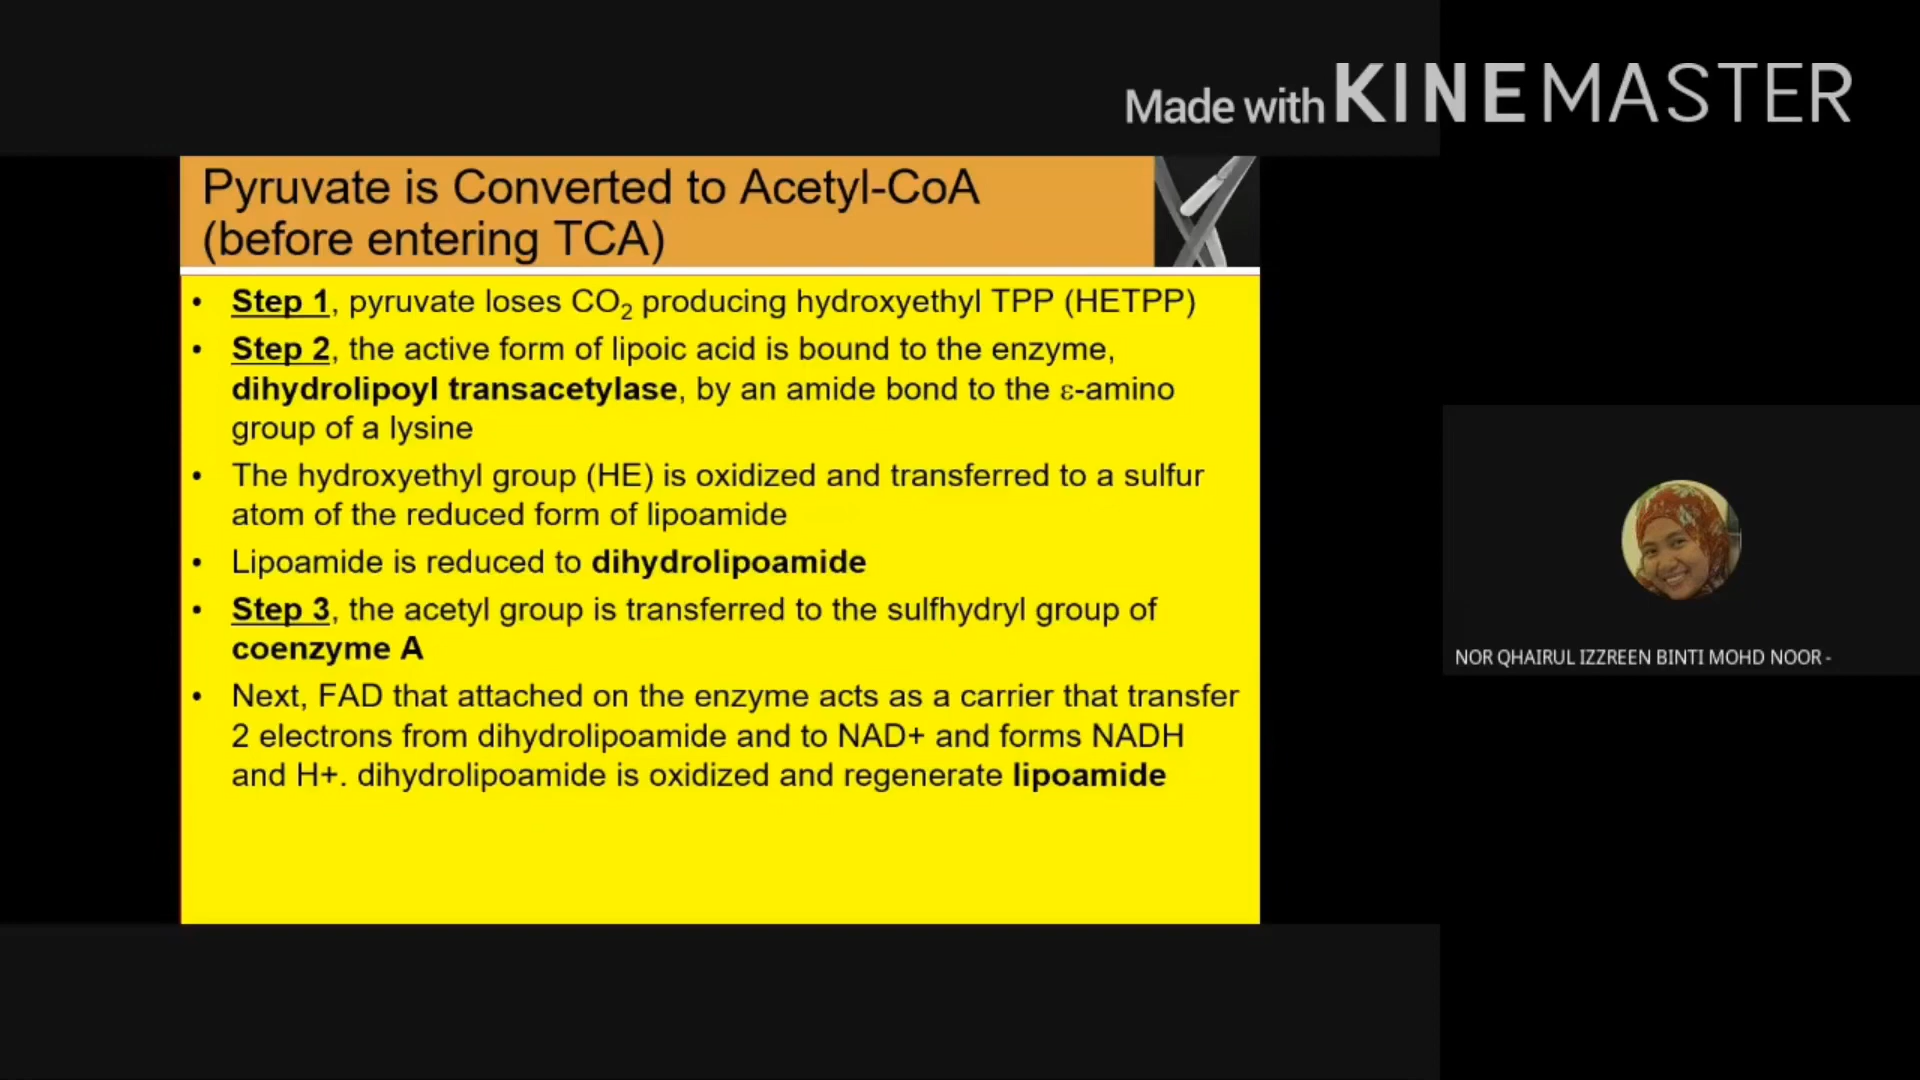 Made with KINEMASTER
Pyruvate is Converted to Acetyl-CoA
(before entering TCA)
• Step 1, pyruvate loses CO₂ producing hydroxyethyl TPP (HETPP)
• Step 2, the active form of lipoic acid is bound to the enzyme,
dihydrolipoyl transacetylase, by an amide bond to the ε-amino
group of a lysine
• The hydroxyethyl group (HE) is oxidized and transferred to a sulfur
atom of the reduced form of lipoamide
• Lipoamide is reduced to dihydrolipoamide
• Step 3, the acetyl group is transferred to the sulfhydryl group of
coenzyme A
• Next, FAD that attached on the enzyme acts as a carrier that transfer
2 electrons from dihydrolipoamide and to NAD+ and forms NADH
and H+. dihydrolipoamide is oxidized and regenerate lipoamide
NOR QHAIRUL IZZREEN BINTI MOHD NOOR -